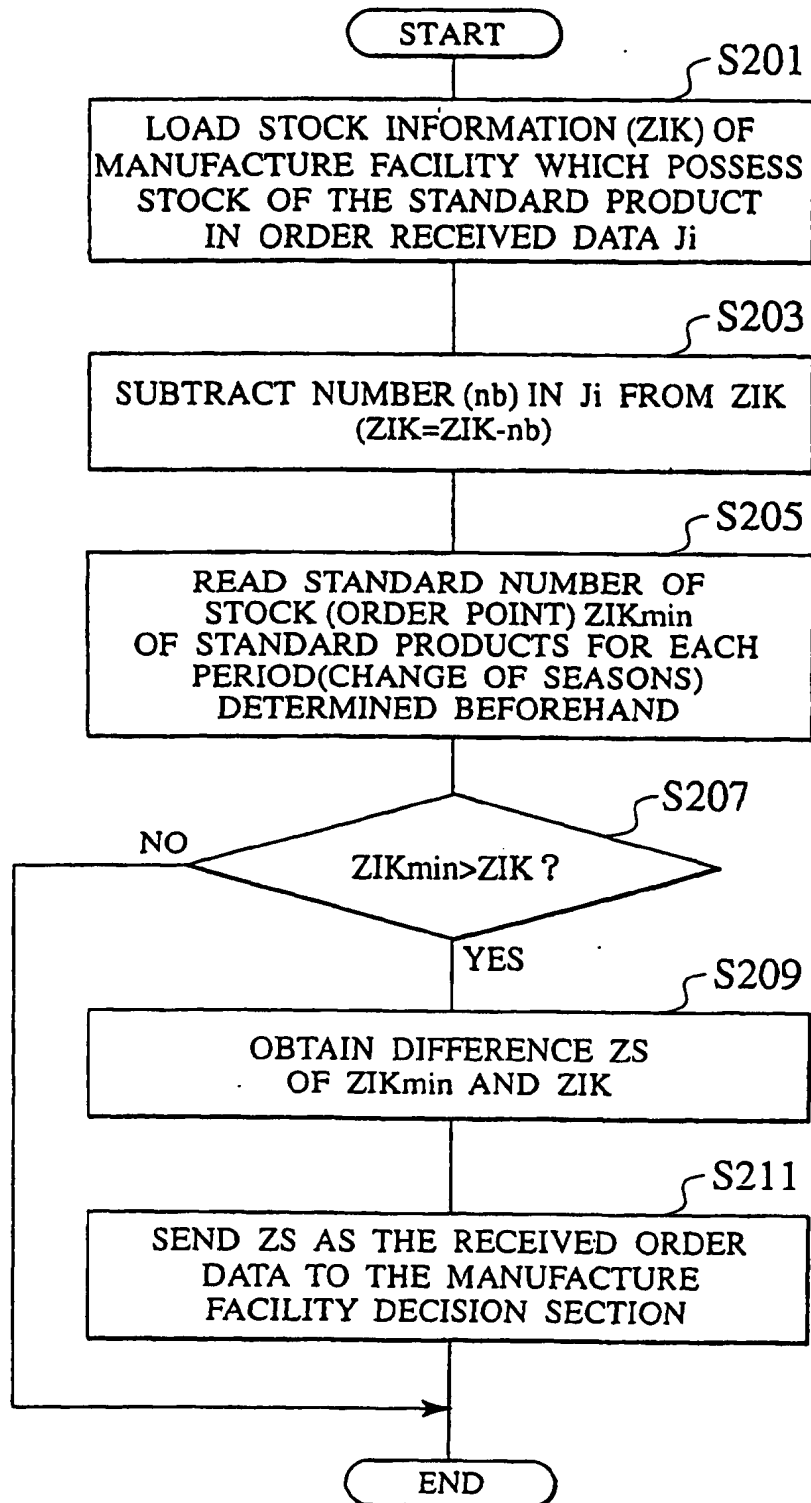 START
S201
LOAD STOCK INFORMATION (ZIK) OF
MANUFACTURE FACILITY WHICH POSSESS
STOCK OF THE STANDARD PRODUCT
IN ORDER RECEIVED DATA Ji
S203
SUBTRACT NUMBER (nb) IN Ji FROM ZIK
(ZIK=ZIK-nb)
S205
READ STANDARD NUMBER OF
STOCK (ORDER POINT) ZIKmin
OF STANDARD PRODUCTS FOR EACH
PERIOD(CHANGE OF SEASONS)
DETERMINED BEFOREHAND
S207
NO
ZIKmin>ZIK ?
YES
S209
OBTAIN DIFFERENCE ZS
OF ZIKmin AND ZIK
S211
SEND ZS AS THE RECEIVED ORDER
DATA TO THE MANUFACTURE
FACILITY DECISION SECTION
END